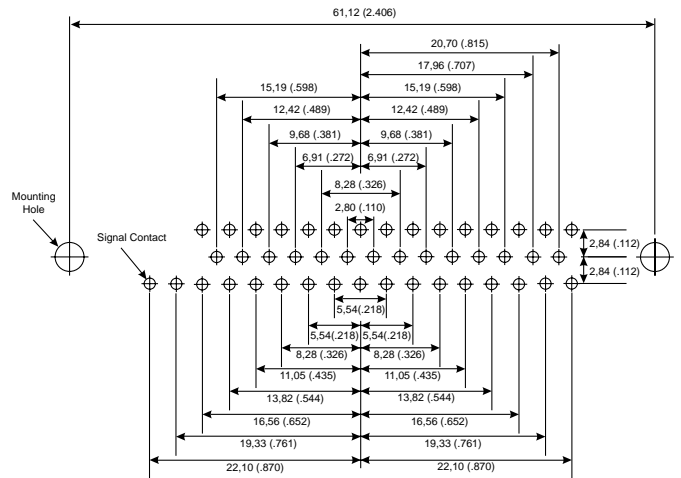 61,12 (2.406)
20,70 (.815)
17,96 (.707)
15,19 (.598) 15,19 (.598)
12,42 (.489) 12,42 (.489)
9,68 (.381) 9,68 (.381)
6,91 (.272) 6,91 (.272)
8,28 (.326)
2,80 (.110)
Mounting
Hole
Signal Contact
2,84 (.112)
2,84 (.112)
5,54(.218)
5,54(.218) 5,54(.218)
8,28 (.326) 8,28 (.326)
11,05 (.435) 11,05 (.435)
13,82 (.544) 13,82 (.544)
16,56 (.652) 16,56 (.652)
19,33 (.761) 19,33 (.761)
22,10 (.870) 22,10 (.870)